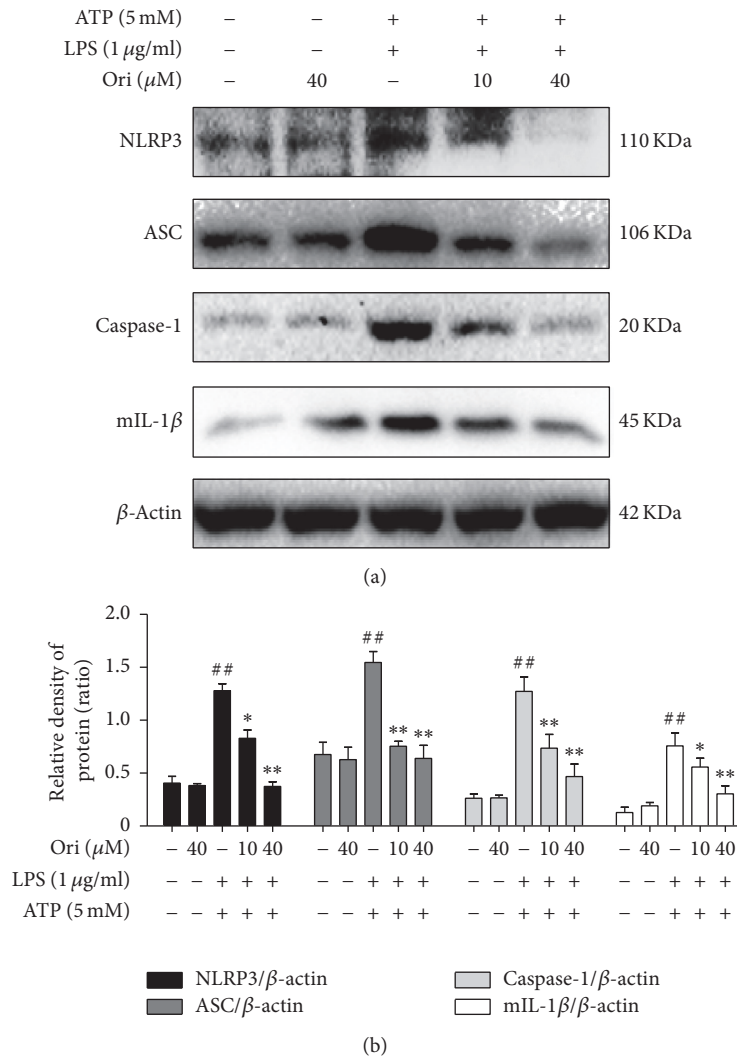 ATP (5 mM) − − + + +
LPS (1 μg/ml) − − + + +
Ori (μM) − 40 − 10 40
NLRP3 110 KDa
ASC 106 KDa
Caspase-1 20 KDa
mIL-1β 45 KDa
β-Actin 42 KDa
(a)
Relative density of
protein (ratio)
2.0
1.5
1.0
0.5
0
## * ** ## ** ** ## ** ** ## * **
Ori (μM) − 40 − 10 40 − 40 − 10 40 − 40 − 10 40 − 40 − 10 40
LPS (1 μg/ml) − − + + + − − + + + − − + + + − − + + +
ATP (5 mM) − − + + + − − + + + − − + + + − − + + +
NLRP3/β-actin Caspase-1/β-actin
ASC/β-actin mIL-1β/β-actin
(b)